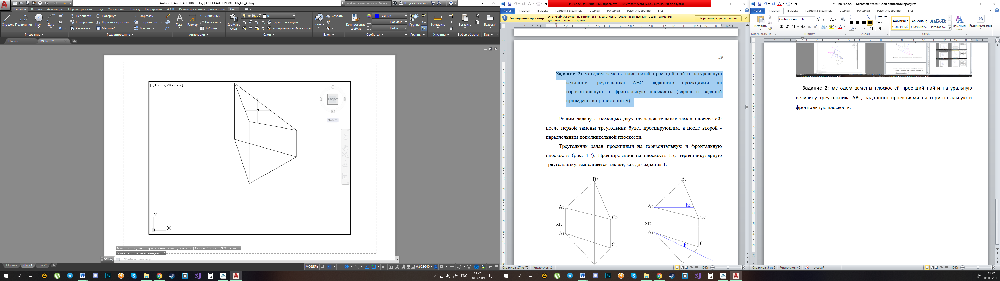 Autodesk AutoCAD 2018 - СТУДЕНЧЕСКАЯ ВЕРСИЯ KG_lab_4.dwg
Введите ключевое слово/фразу
Вход в службы
Главная Вставка Аннотации Параметризация Вид Управление Вывод Надстройки A360 Рекомендованные приложения Лист
Отрезок Полилиния Круг Дуга
Перенести Повернуть Обрезать
Копировать Отразить зеркально Сопряжение
Растянуть Масштаб Массив
Текст Размер
Линейный
Выноска
Таблица
Свойства слоя
0
Сделать текущим
Копировать свойства слоя
Вставка
Создать
Копирование свойств
Синий
ПоСлою
ПоСл...
Группа
Измерить
Вставить
Базовый
Рисование Редактирование Аннотации Слои Блок Свойства Группы Утилиты Буфер обмена Вид
Начало KG_lab_4*
[+][Сверху][2D-каркас]
С
З Сверху В
Ю
МСК
Y
X
Команда: Задайте противоположный угол или [Линия/РМн-угол/СМн-угол]:
Команда: _.erase найдено: 1
Введите команду
Модель Лист1 Лист2 +
МОДЕЛЬ
0.602640
ENG
11:22
08.03.2019
1_kurs.doc (защищенный просмотр) - Microsoft Word (Сбой активации продукта)
Файл Главная Вставка Разметка страницы Ссылки Рассылки Рецензирование Вид
Защищенный просмотр Этот файл загружен из Интернета и может быть небезопасен. Щелкните для получения дополнительных сведений.
Разрешить редактирование
29
Задание 2: методом замены плоскостей проекций найти натуральную
величину треугольника АВС, заданного проекциями на
горизонтальную и фронтальную плоскость (варианты заданий
приведены в приложении Б).
Решим задачу с помощью двух последовательных замен плоскостей:
после первой замены треугольник будет проецирующим, а после второй -
параллельным дополнительной плоскости.
Треугольник задан проекциями на горизонтальную и фронтальную
плоскости (рис. 4.7). Проецирование на плоскость П4, перпендикулярную
треугольнику, выполняется так же, как для задания 1.
B2
A2
C2
X12
A1
C1
B2
A2
h2
C2
X12
A1
h1
C1
Страница: 27 из 75 Число слов: 24
108%
KG_lab_4.docx - Microsoft Word (Сбой активации продукта)
Файл Главная Вставка Разметка страницы Ссылки Рассылки Рецензирование Вид
Вставить
Calibri (Осно 14
Ж К Ч
АаБбВвГг, АаБбВвГг, АаБбВ
Обычный Без инте... Заголово...
Изменить стили
Редактирование
Буфер обмена Шрифт Абзац Стили
Задание 2: методом замены плоскостей проекций найти натуральную
величину треугольника АВС, заданного проекциями на горизонтальную и
фронтальную плоскость.
Страница: 3 из 3 Число слов: 46 русский
108%
11:22
08.03.2019